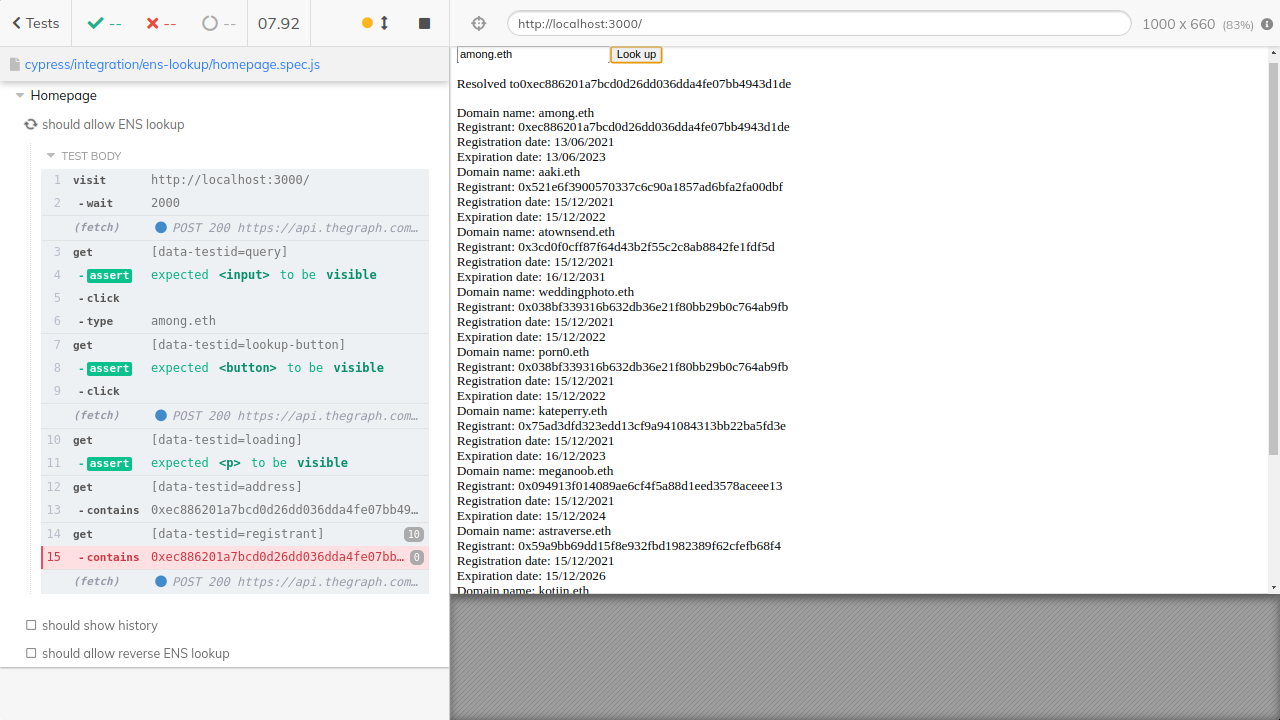 Tests
--
--
--
07.92
http://localhost:3000/
1000 x 660 (83%)
cypress/integration/ens-lookup/homepage.spec.js
Homepage
should allow ENS lookup
TEST BODY
1 visit http://localhost:3000/
2 -wait 2000
(fetch) POST 200 https://api.thegraph.com…
3 get [data-testid=query]
4 -assert expected <input> to be visible
5 -click
6 -type among.eth
7 get [data-testid=lookup-button]
8 -assert expected <button> to be visible
9 -click
(fetch) POST 200 https://api.thegraph.com…
10 get [data-testid=loading]
11 -assert expected <p> to be visible
12 get [data-testid=address]
13 -contains 0xec886201a7bcd0d26dd036dda4fe07bb49…
14 get [data-testid=registrant] 10
15 -contains 0xec886201a7bcd0d26dd036dda4fe07bb… 0
(fetch) POST 200 https://api.thegraph.com…
should show history
should allow reverse ENS lookup
among.eth Look up
Resolved to0xec886201a7bcd0d26dd036dda4fe07bb4943d1de
Domain name: among.eth
Registrant: 0xec886201a7bcd0d26dd036dda4fe07bb4943d1de
Registration date: 13/06/2021
Expiration date: 13/06/2023
Domain name: aaki.eth
Registrant: 0x521e6f3900570337c6c90a1857ad6bfa2fa00dbf
Registration date: 15/12/2021
Expiration date: 15/12/2022
Domain name: atownsend.eth
Registrant: 0x3cd0f0cff87f64d43b2f55c2c8ab8842fe1fdf5d
Registration date: 15/12/2021
Expiration date: 16/12/2031
Domain name: weddingphoto.eth
Registrant: 0x038bf339316b632db36e21f80bb29b0c764ab9fb
Registration date: 15/12/2021
Expiration date: 15/12/2022
Domain name: porn0.eth
Registrant: 0x038bf339316b632db36e21f80bb29b0c764ab9fb
Registration date: 15/12/2021
Expiration date: 15/12/2022
Domain name: kateperry.eth
Registrant: 0x75ad3dfd323edd13cf9a941084313bb22ba5fd3e
Registration date: 15/12/2021
Expiration date: 16/12/2023
Domain name: meganoob.eth
Registrant: 0x094913f014089ae6cf4f5a88d1eed3578aceee13
Registration date: 15/12/2021
Expiration date: 15/12/2024
Domain name: astraverse.eth
Registrant: 0x59a9bb69dd15f8e932fbd1982389f62cfefb68f4
Registration date: 15/12/2021
Expiration date: 15/12/2026
Domain name: kotiin.eth